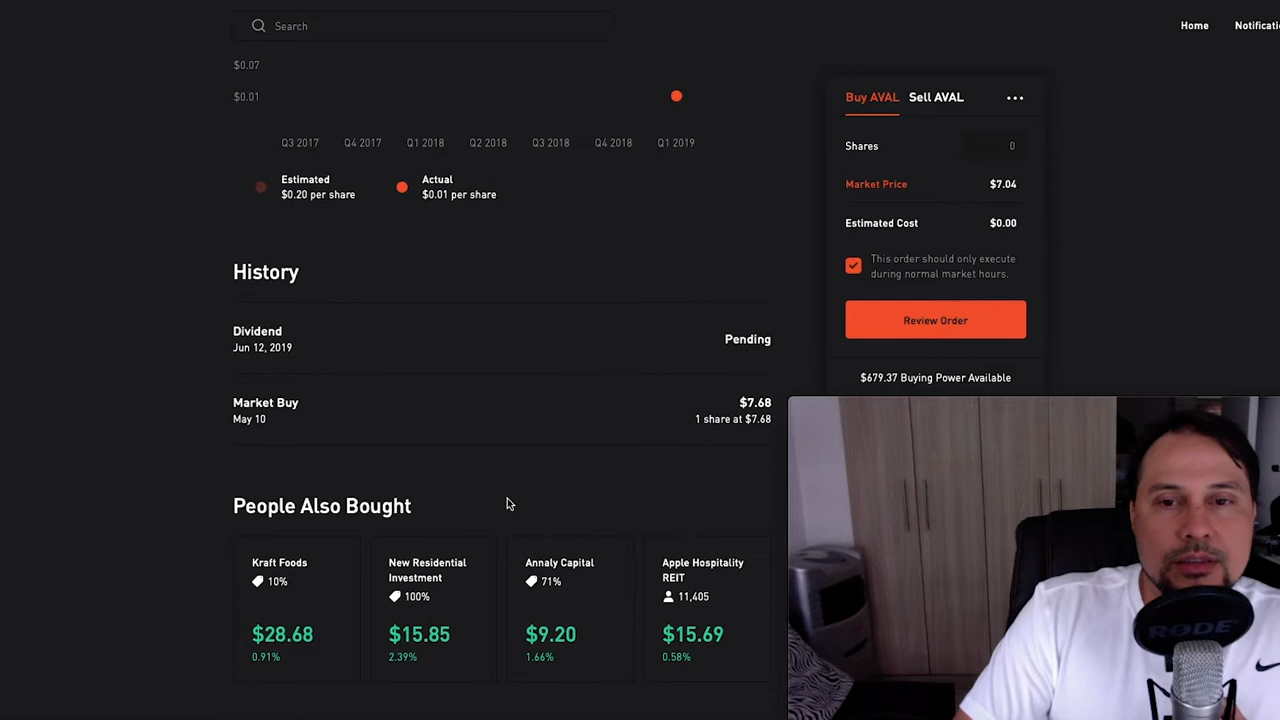 Search
Home
Notificati
$0.07
$0.01
Q3 2017 Q4 2017 Q1 2018 Q2 2018 Q3 2018 Q4 2018 Q1 2019
Estimated
$0.20 per share
Actual
$0.01 per share
Buy AVAL Sell AVAL
Shares 0
Market Price $7.04
Estimated Cost $0.00
This order should only execute
during normal market hours.
Review Order
$679.37 Buying Power Available
History
Dividend
Jun 12, 2019
Pending
Market Buy
May 10
$7.68
1 share at $7.68
People Also Bought
Kraft Foods
10%
$28.68
0.91%
New Residential
Investment
100%
$15.85
2.39%
Annaly Capital
71%
$9.20
1.66%
Apple Hospitality
REIT
11,405
$15.69
0.58%
RODE